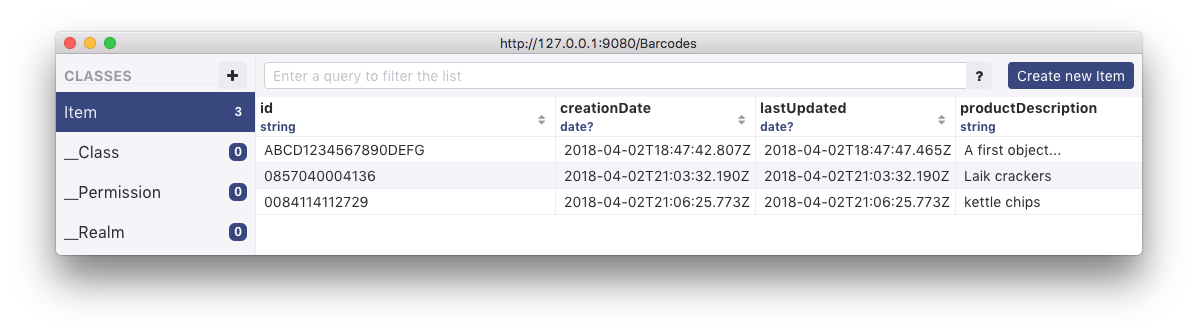 http://127.0.0.1:9080/Barcodes
CLASSES +
Enter a query to filter the list ? Create new Item
Item 3
id creationDate lastUpdated productDescription
string date? date? string
__Class 0
ABCD1234567890DEFG 2018-04-02T18:47:42.807Z 2018-04-02T18:47:47.465Z A first object...
0857040004136 2018-04-02T21:03:32.190Z 2018-04-02T21:03:32.190Z Laik crackers
__Permission 0
0084114112729 2018-04-02T21:06:25.773Z 2018-04-02T21:06:25.773Z kettle chips
__Realm 0